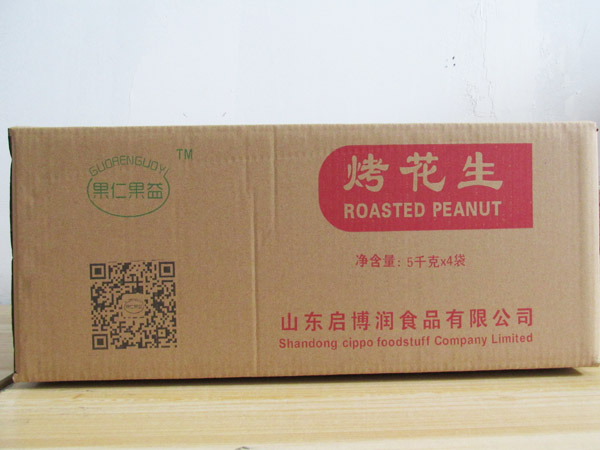 GUORENGUOYI
TM
果仁果益
烤花生
ROASTED PEANUT
净含量：5千克x4袋
山东启博润食品有限公司
Shandong cippo foodstuff Company Limited